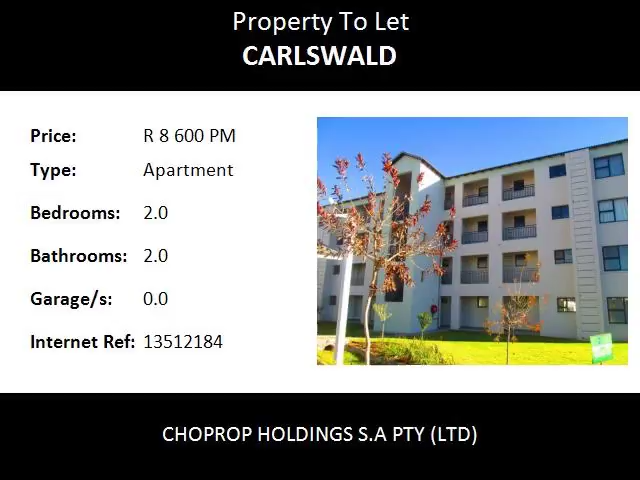 Property To Let
CARLSWALD
Price: R 8 600 PM
Type: Apartment
Bedrooms: 2.0
Bathrooms: 2.0
Garage/s: 0.0
Internet Ref: 13512184
CHOPROP HOLDINGS S.A PTY (LTD)